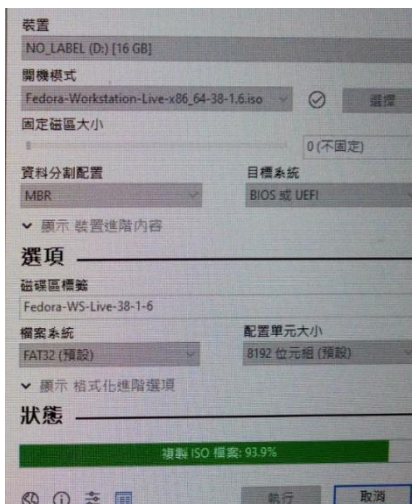 裝置
NO_LABEL (D:) [16 GB]
開機模式
Fedora-Workstation-Live-x86_64-38-1.6.iso
選擇
固定磁區大小
0 (不固定)
資料分割配置 目標系統
MBR BIOS 或 UEFI
顯示 裝置進階內容
選項
磁碟區標籤
Fedora-WS-Live-38-1-6
檔案系統 配置單元大小
FAT32 (預設) 8192 位元組 (預設)
顯示 格式化進階選項
狀態
複製 ISO 檔案: 93.9%
執行 取消